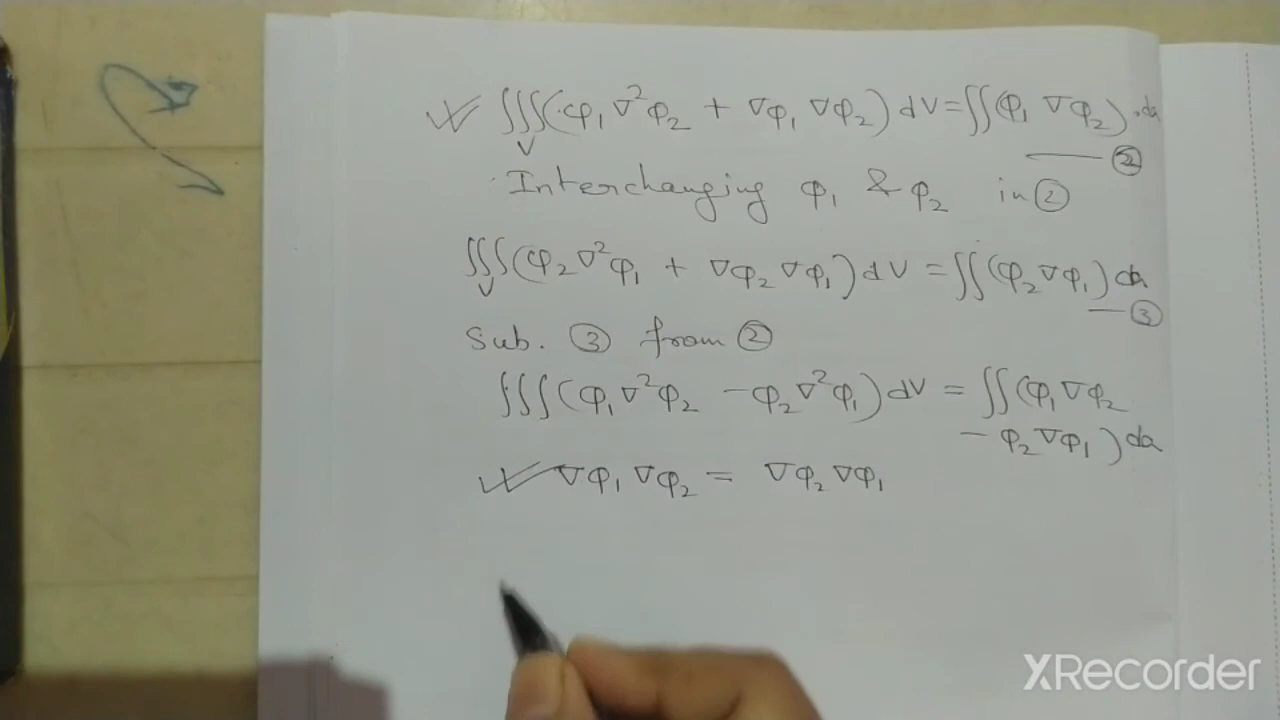 ∭(φ₁∇²φ₂ + ∇φ₁ ∇φ₂) dV = ∬(φ₁ ∇φ₂).da
V
— ②
Interchanging φ₁ & φ₂ in ②
∭(φ₂∇²φ₁ + ∇φ₂ ∇φ₁) dV = ∬(φ₂∇φ₁) da
V
— ③
Sub. ③ from ②
∭(φ₁∇²φ₂ - φ₂∇²φ₁) dV = ∬(φ₁∇φ₂
- φ₂∇φ₁) da
∇φ₁ ∇φ₂ = ∇φ₂ ∇φ₁
XRecorder